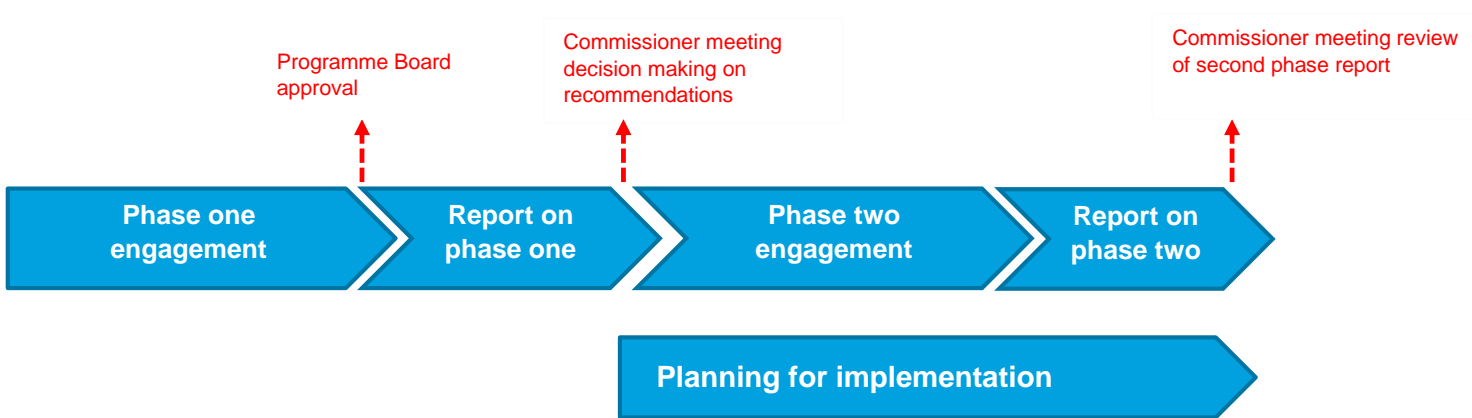 Programme Board
approval
Commissioner meeting
decision making on
recommendations
Commissioner meeting review
of second phase report
Phase one
engagement
Report on
phase one
Phase two
engagement
Report on
phase two
Planning for implementation